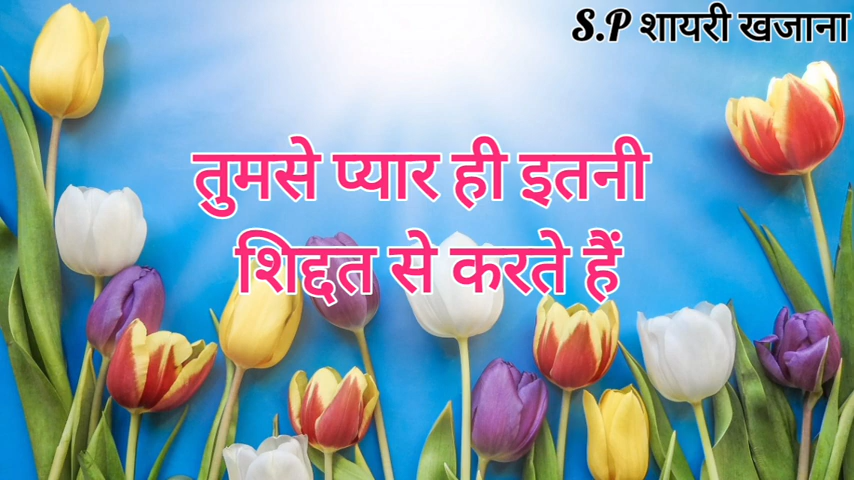 S.P शायरी खजाना
तुमसे प्यार ही इतनी
शिद्दत से करते हैं